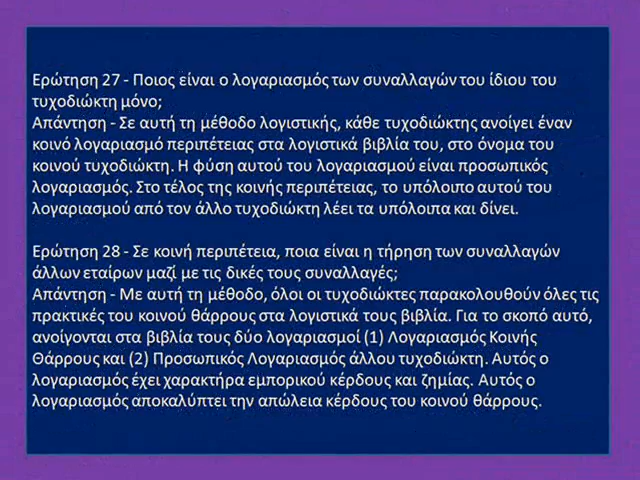 Ερώτηση 27 - Ποιος είναι ο λογαριασμός των συναλλαγών του ίδιου του
τυχοδιώκτη μόνο;
Απάντηση - Σε αυτή τη μέθοδο λογιστικής, κάθε τυχοδιώκτης ανοίγει έναν
κοινό λογαριασμό περιπέτειας στα λογιστικά βιβλία του, στο όνομα του
κοινού τυχοδιώκτη. Η φύση αυτού του λογαριασμού είναι προσωπικός
λογαριασμός. Στο τέλος της κοινής περιπέτειας, το υπόλοιπο αυτού του
λογαριασμού από τον άλλο τυχοδιώκτη λέει τα υπόλοιπα και δίνει.
Ερώτηση 28 - Σε κοινή περιπέτεια, ποια είναι η τήρηση των συναλλαγών
άλλων εταίρων μαζί με τις δικές τους συναλλαγές;
Απάντηση - Με αυτή τη μέθοδο, όλοι οι τυχοδιώκτες παρακολουθούν όλες τις
πρακτικές του κοινού θάρρους στα λογιστικά τους βιβλία. Για το σκοπό αυτό,
ανοίγονται στα βιβλία τους δύο λογαριασμοί (1) Λογαριασμός Κοινής
Θάρρους και (2) Προσωπικός Λογαριασμός άλλου τυχοδιώκτη. Αυτός ο
λογαριασμός έχει χαρακτήρα εμπορικού κέρδους και ζημίας. Αυτός ο
λογαριασμός αποκαλύπτει την απώλεια κέρδους του κοινού θάρρους.